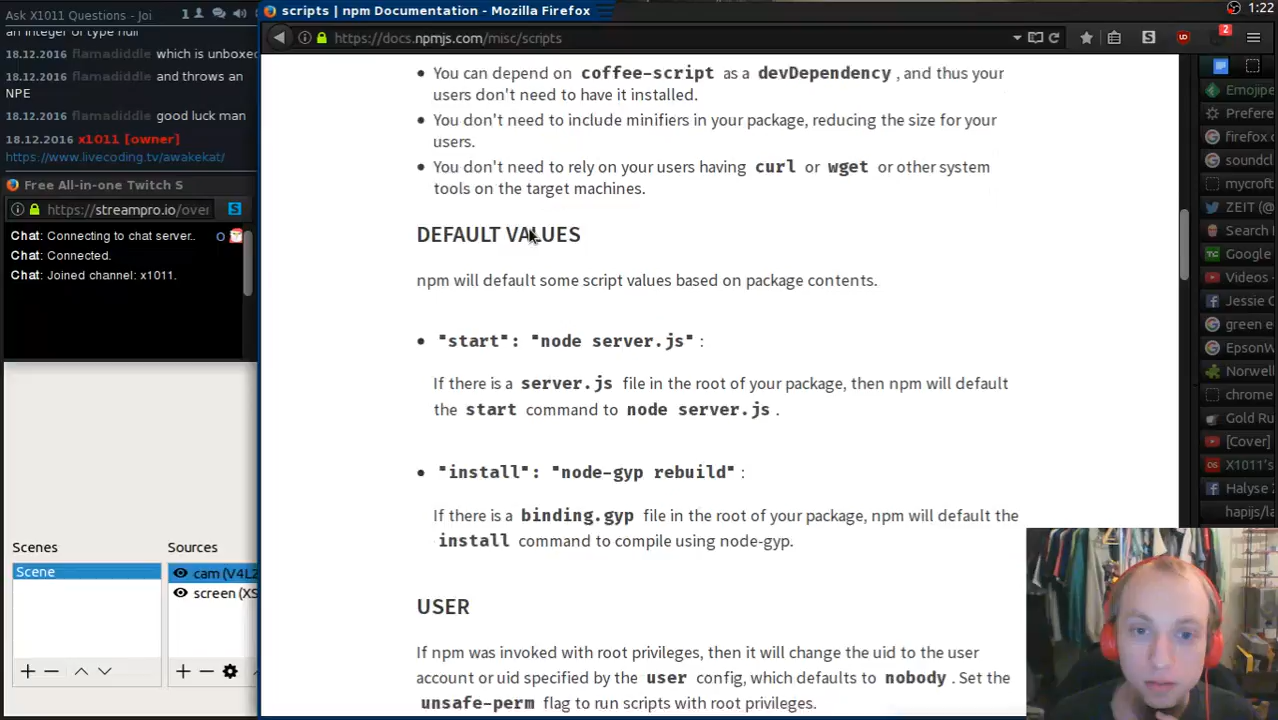 Ask X1011 Questions - Joi
1
an integer of type null
18.12.2016 flamadiddle which is unboxed
18.12.2016 flamadiddle and throws an
NPE
18.12.2016 flamadiddle good luck man
18.12.2016 x1011 [owner]
https://www.livecoding.tv/awakekat/
Free All-in-one Twitch S
https://streampro.io/over
Chat: Connecting to chat server..
Chat: Connected.
Chat: Joined channel: x1011.
Scenes
Sources
Scene
cam (V4L2
screen (XS
scripts | npm Documentation - Mozilla Firefox
1:22
https://docs.npmjs.com/misc/scripts
2
You can depend on coffee-script as a devDependency , and thus your
users don't need to have it installed.
You don't need to include minifiers in your package, reducing the size for your
users.
You don't need to rely on your users having curl or wget or other system
tools on the target machines.
DEFAULT VALUES
npm will default some script values based on package contents.
"start": "node server.js" :
If there is a server.js file in the root of your package, then npm will default
the start command to node server.js .
"install": "node-gyp rebuild" :
If there is a binding.gyp file in the root of your package, npm will default the
install command to compile using node-gyp.
USER
If npm was invoked with root privileges, then it will change the uid to the user
account or uid specified by the user config, which defaults to nobody . Set the
unsafe-perm flag to run scripts with root privileges.
Emojipe
Prefere
firefox c
soundcl
mycroft
ZEIT (@
Search
Google
Videos -
Jessie C
green e
EpsonW
Norwell
chrome
Gold Ru
[Cover]
X1011's
Halyse
hapijs/la